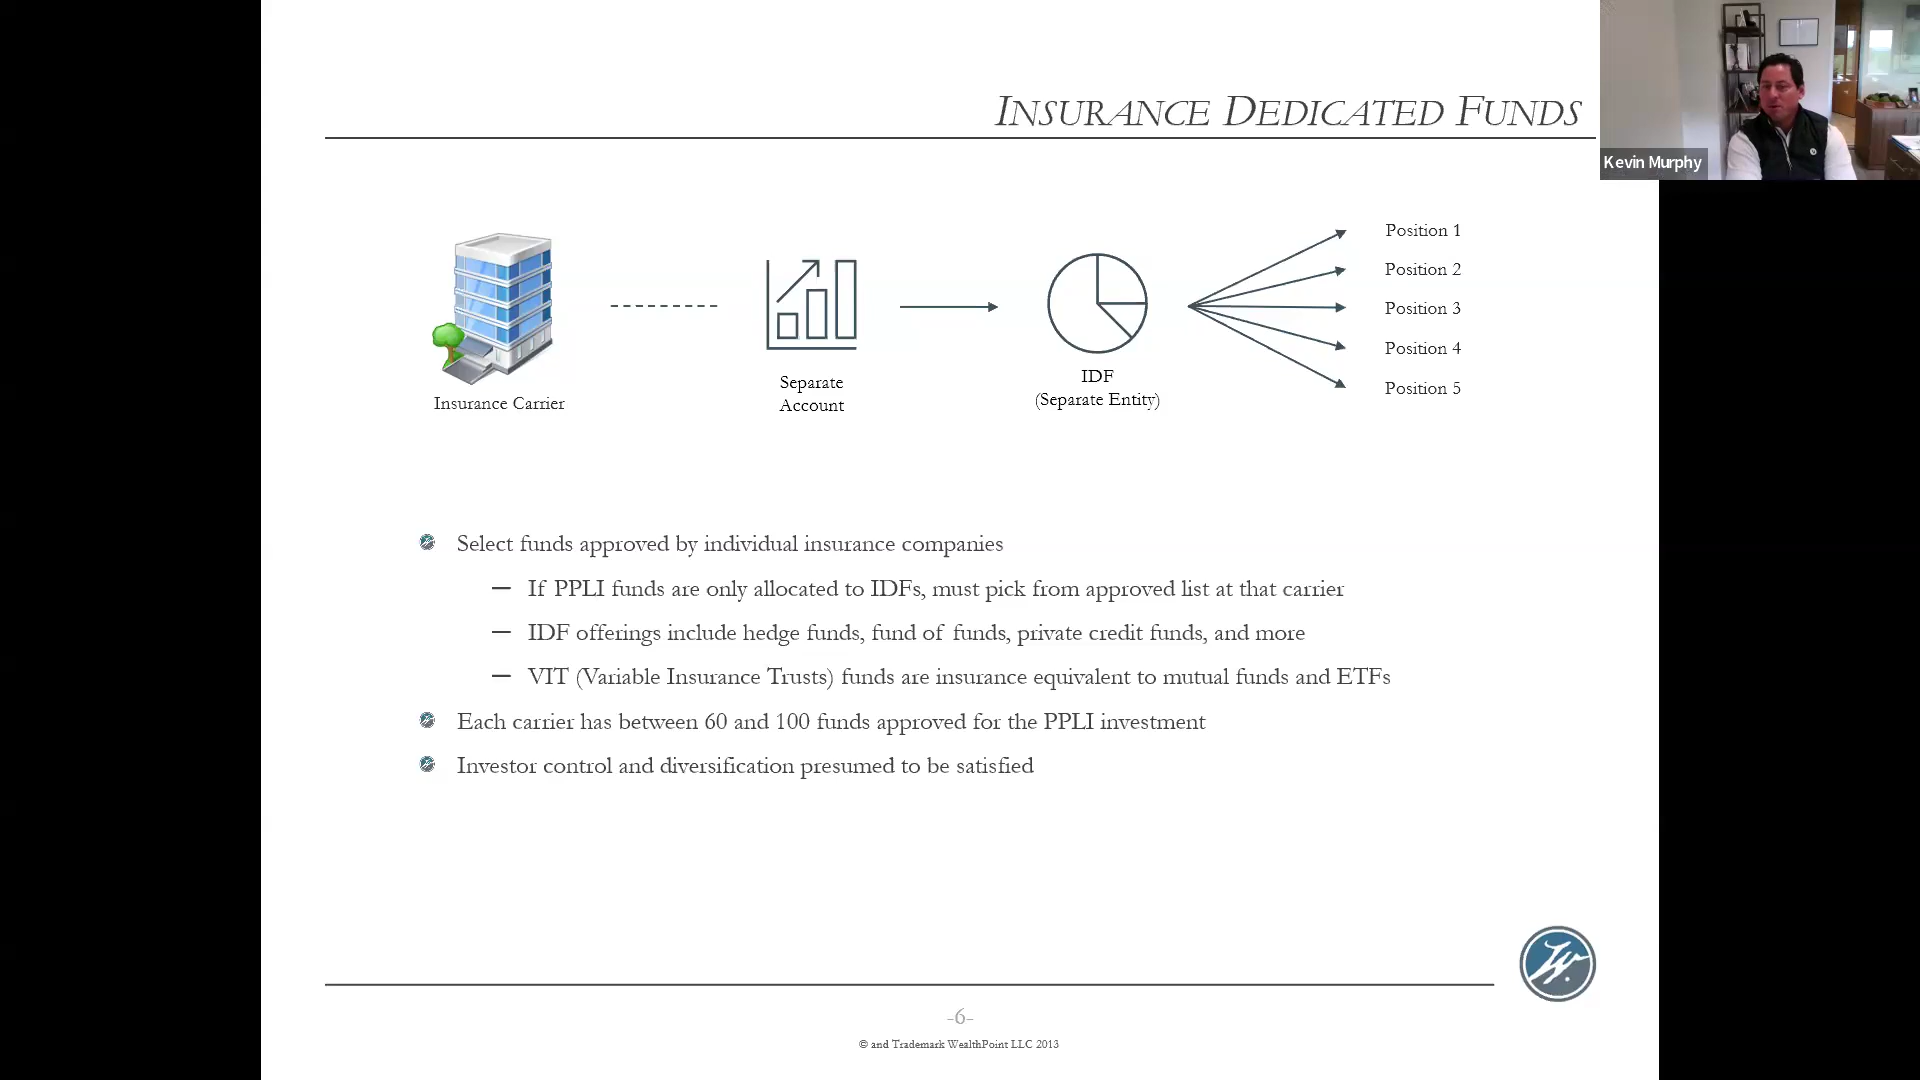 INSURANCE DEDICATED FUNDS
Kevin Murphy
Position 1
Position 2
Position 3
Position 4
Position 5
Insurance Carrier
Separate
Account
IDF
(Separate Entity)
Select funds approved by individual insurance companies
— If PPLI funds are only allocated to IDFs, must pick from approved list at that carrier
— IDF offerings include hedge funds, fund of funds, private credit funds, and more
— VIT (Variable Insurance Trusts) funds are insurance equivalent to mutual funds and ETFs
Each carrier has between 60 and 100 funds approved for the PPLI investment
Investor control and diversification presumed to be satisfied
-6-
© and Trademark WealthPoint LLC 2013